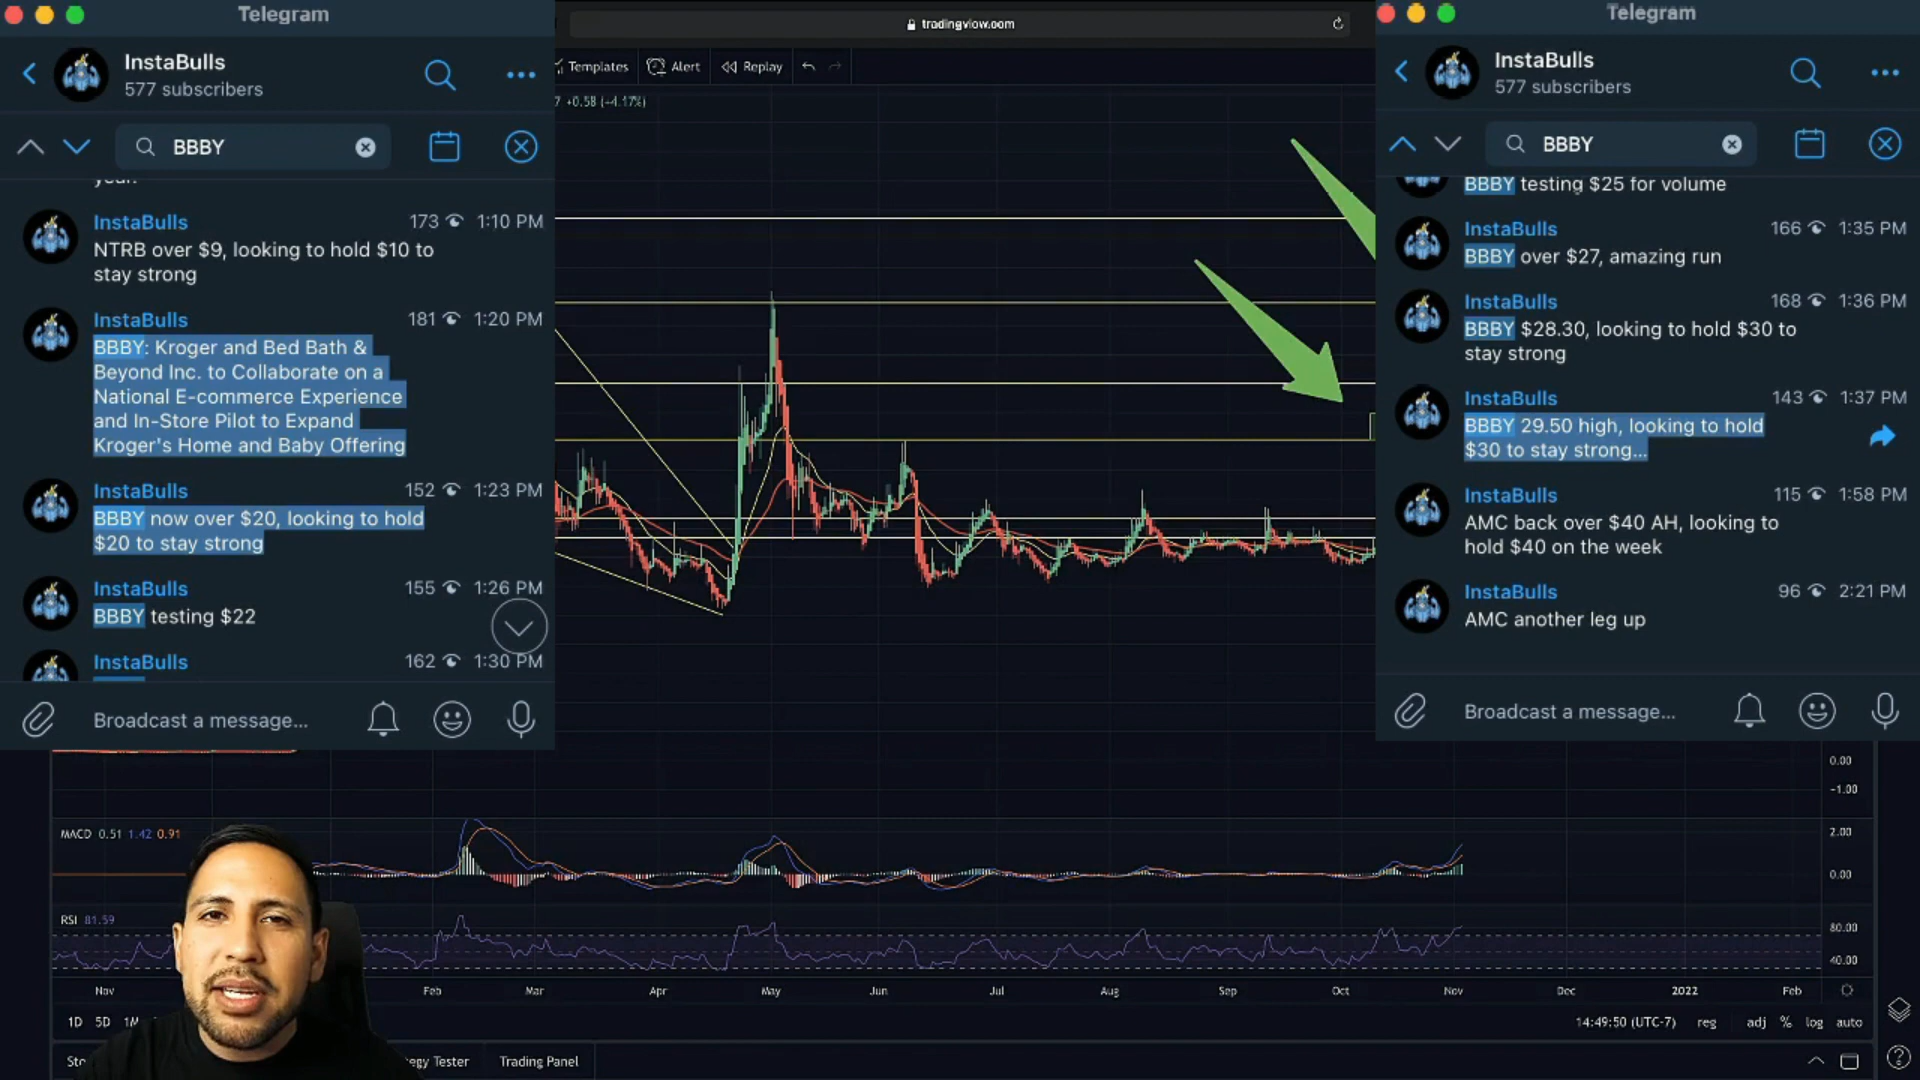 Telegram
InstaBulls
577 subscribers
BBBY
year.
InstaBulls
173 1:10 PM
NTRB over $9, looking to hold $10 to
stay strong
InstaBulls
181 1:20 PM
BBBY: Kroger and Bed Bath &
Beyond Inc. to Collaborate on a
National E-commerce Experience
and In-Store Pilot to Expand
Kroger's Home and Baby Offering
InstaBulls
152 1:23 PM
BBBY now over $20, looking to hold
$20 to stay strong
InstaBulls
155 1:26 PM
BBBY testing $22
InstaBulls
162 1:30 PM
Broadcast a message...
tradingview.com
Templates Alert Replay
7 +0.58 (+4.17%)
Telegram
InstaBulls
577 subscribers
BBBY
BBBY testing $25 for volume
InstaBulls
166 1:35 PM
BBBY over $27, amazing run
InstaBulls
168 1:36 PM
BBBY $28.30, looking to hold $30 to
stay strong
InstaBulls
143 1:37 PM
BBBY 29.50 high, looking to hold
$30 to stay strong...
InstaBulls
115 1:58 PM
AMC back over $40 AH, looking to
hold $40 on the week
InstaBulls
96 2:21 PM
AMC another leg up
Broadcast a message...
0.00
-1.00
MACD 0.51 1.42 0.91
2.00
0.00
RSI 81.59
80.00
40.00
Nov Feb Mar Apr May Jun Jul Aug Sep Oct Nov Dec 2022 Feb
1D 5D 1M
14:49:50 (UTC-7) reg adj % log auto
Sto egy Tester Trading Panel